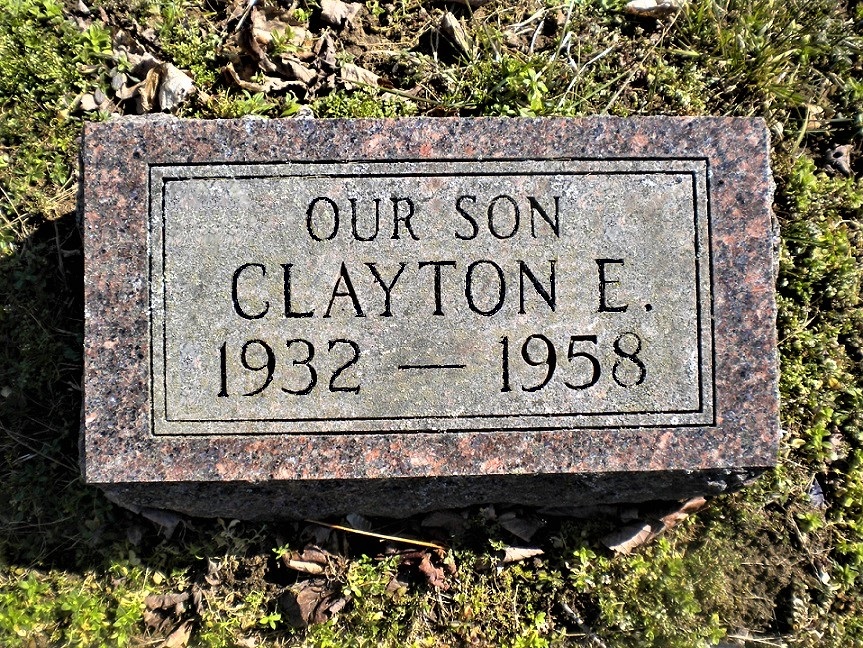 OUR SON
CLAYTON E.
1932 — 1958